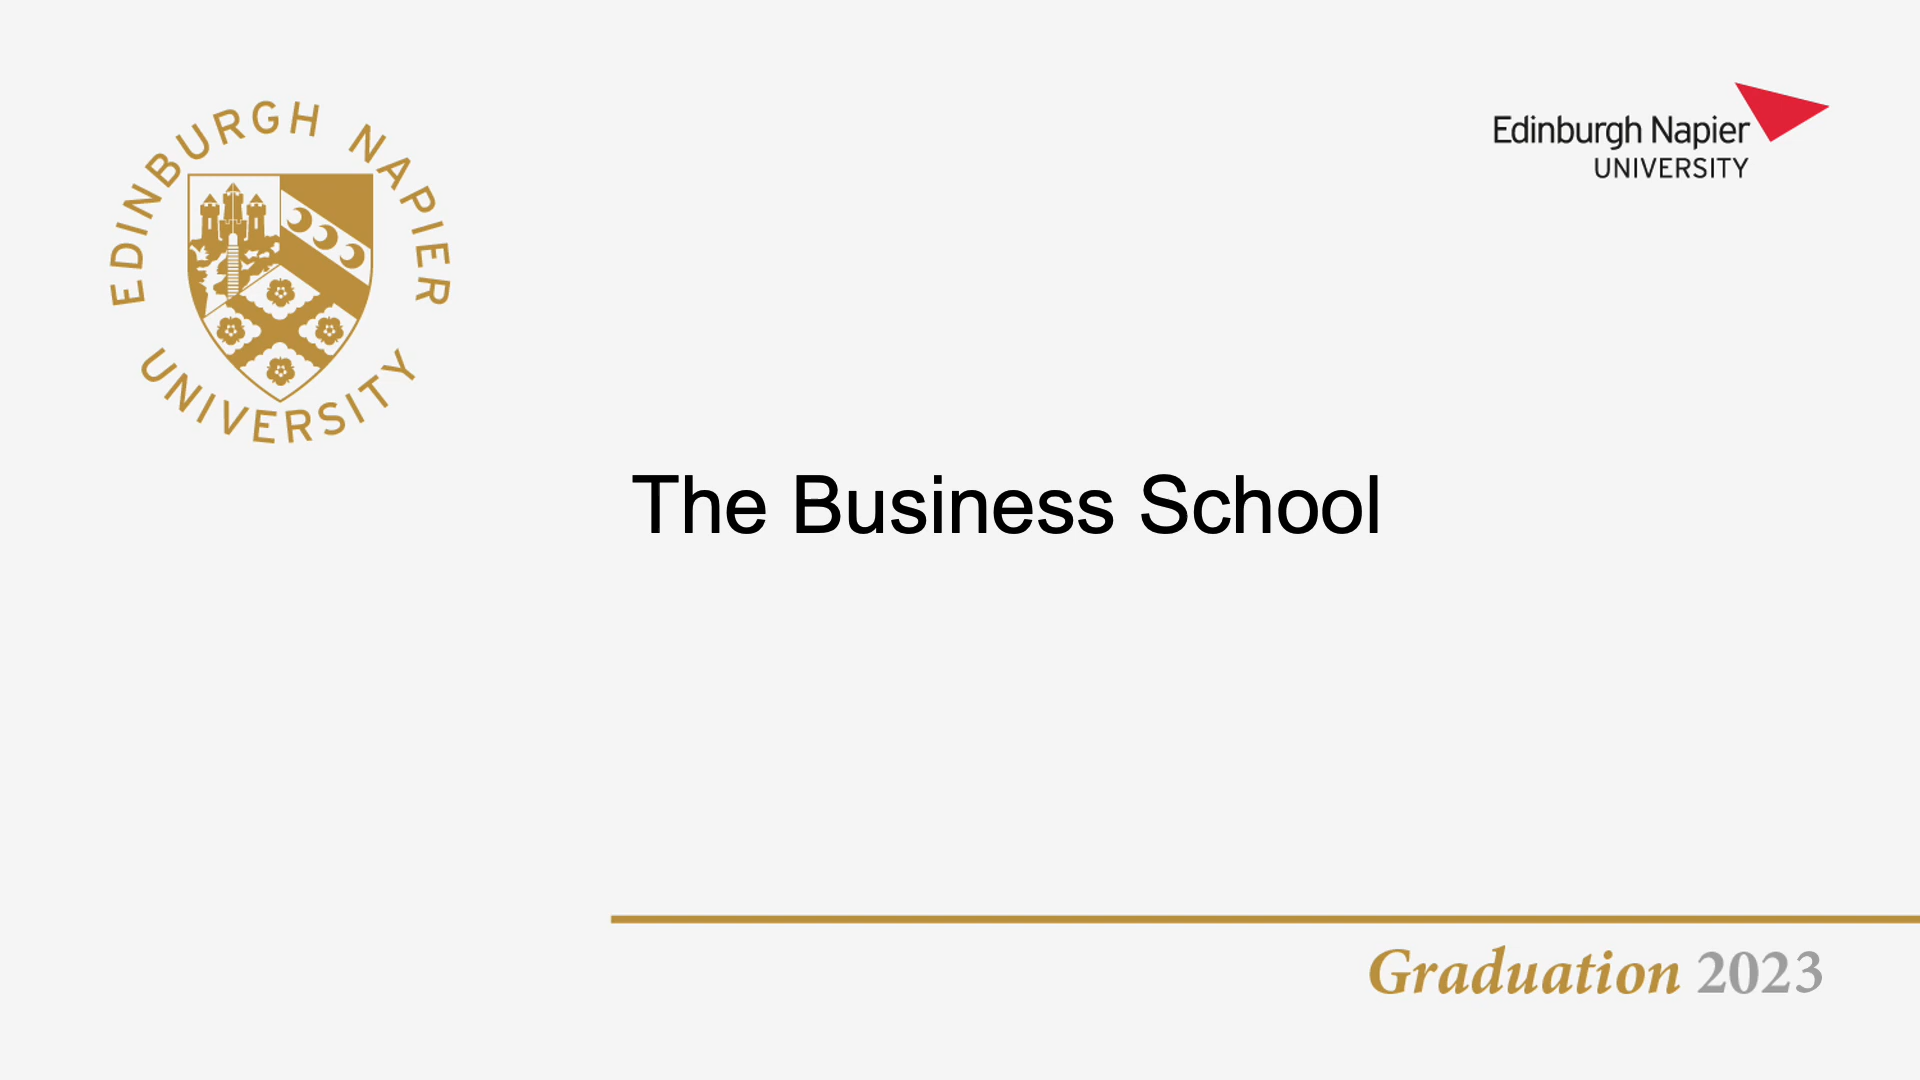 EDINBURGH NAPIER
UNIVERSITY
Edinburgh Napier
UNIVERSITY
The Business School
Graduation 2023